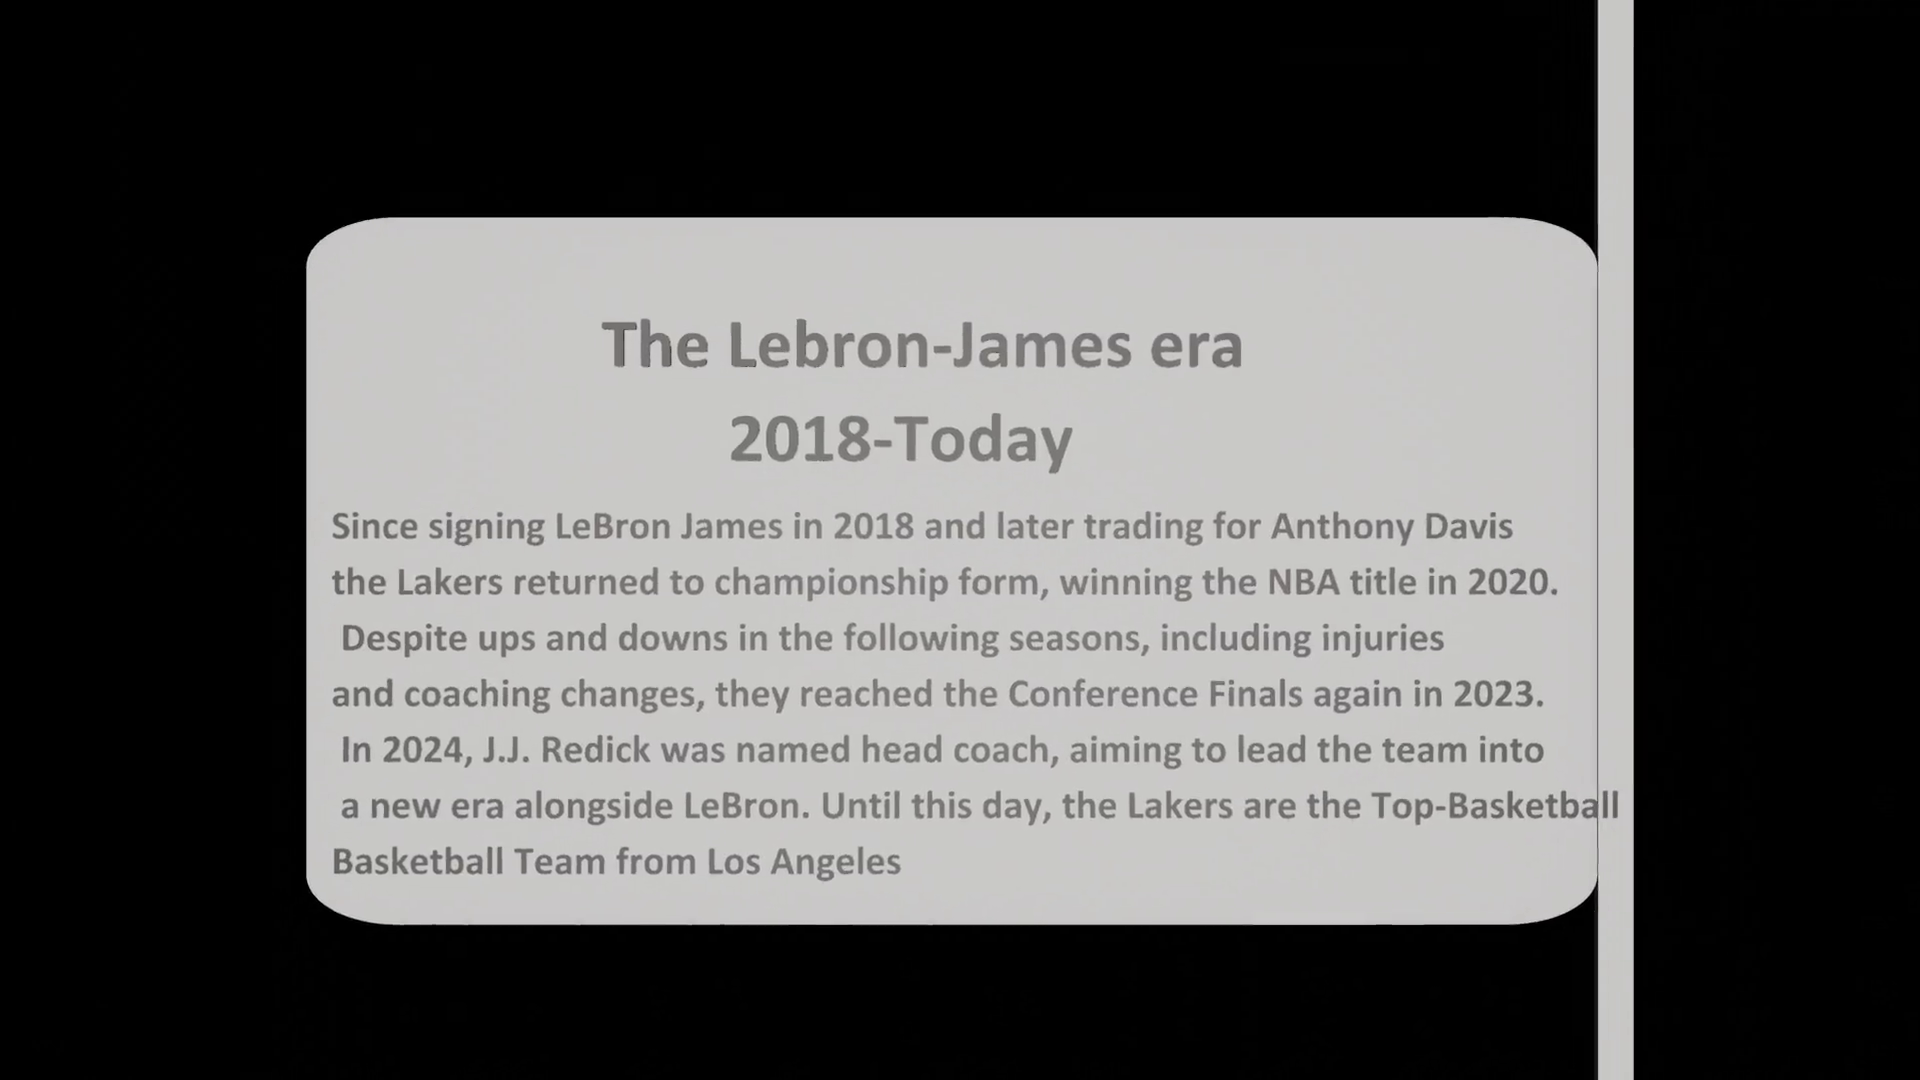 The Lebron-James era
2018-Today
Since signing LeBron James in 2018 and later trading for Anthony Davis
the Lakers returned to championship form, winning the NBA title in 2020.
Despite ups and downs in the following seasons, including injuries
and coaching changes, they reached the Conference Finals again in 2023.
In 2024, J.J. Redick was named head coach, aiming to lead the team into
a new era alongside LeBron. Until this day, the Lakers are the Top-Basketball
Basketball Team from Los Angeles